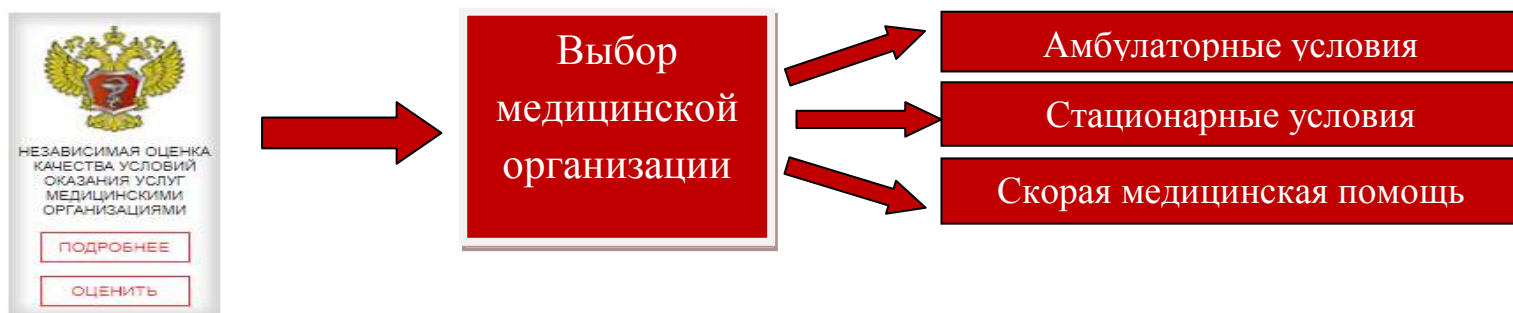 НЕЗАВИСИМАЯ ОЦЕНКА
КАЧЕСТВА УСЛОВИЙ
ОКАЗАНИЯ УСЛУГ
МЕДИЦИНСКИМИ
ОРГАНИЗАЦИЯМИ
ПОДРОБНЕЕ
ОЦЕНИТЬ
Выбор
медицинской
организации
Амбулаторные условия
Стационарные условия
Скорая медицинская помощь